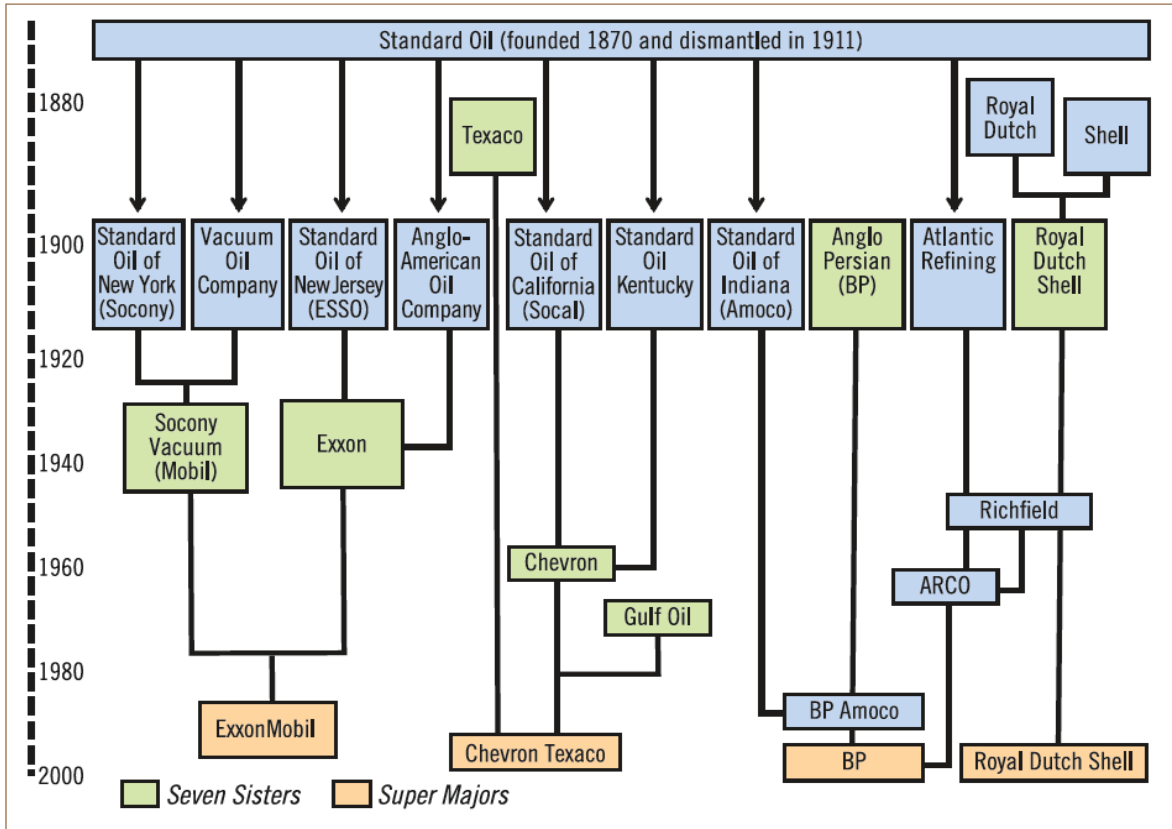 Standard Oil (founded 1870 and dismantled in 1911)
1880
Texaco
Royal
Dutch
Shell
1900
Standard
Oil of
New York
(Socony)
Vacuum
Oil
Company
Standard
Oil of
New Jersey
(ESSO)
Anglo-
American
Oil
Company
Standard
Oil of
California
(Socal)
Standard
Oil
Kentucky
Standard
Oil of
Indiana
(Amoco)
Anglo
Persian
(BP)
Atlantic
Refining
Royal
Dutch
Shell
1920
Socony
Vacuum
(Mobil)
Exxon
1940
Richfield
Chevron
1960
ARCO
Gulf Oil
1980
BP Amoco
ExxonMobil
Chevron Texaco
BP
Royal Dutch Shell
2000
Seven Sisters
Super Majors